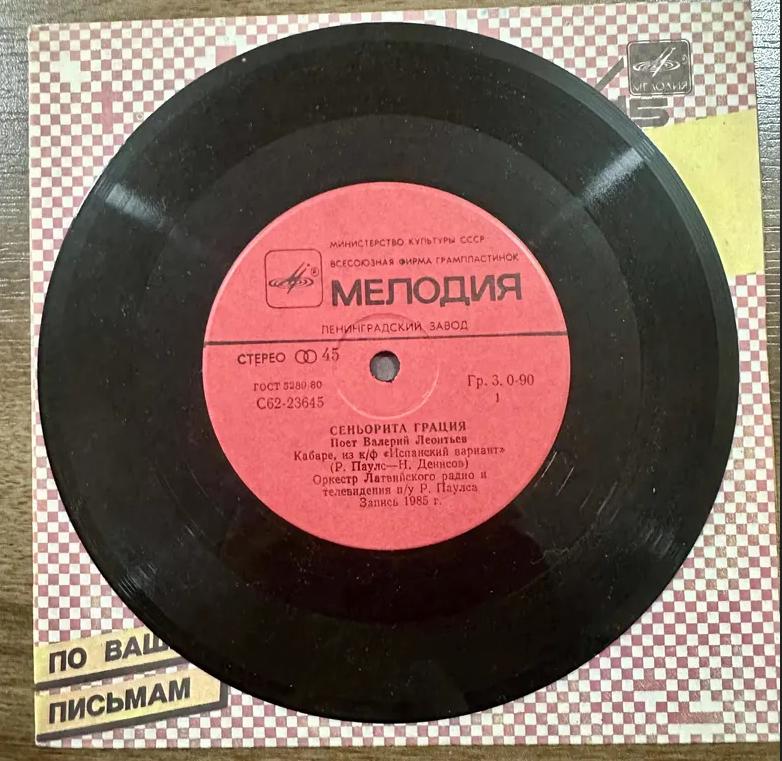 МЕЛОДИЯ
МИНИСТЕРСТВО КУЛЬТУРЫ СССР
ВСЕСОЮЗНАЯ ФИРМА ГРАМПЛАСТИНОК
МЕЛОДИЯ
ЛЕНИНГРАДСКИЙ ЗАВОД
СТЕРЕО 45
ГОСТ 5289-80 Гр. 3. 0-90
С62-23645 1
СЕНЬОРИТА ГРАЦИЯ
Поет Валерий Леонтьев
Кабаре, из к/ф «Испанский вариант»
(Р. Паулс—Н. Денисов)
Оркестр Латвийского радио и
телевидения п/у Р. Паулса
Запись 1985 г.
ПО ВАШ
ПИСЬМАМ